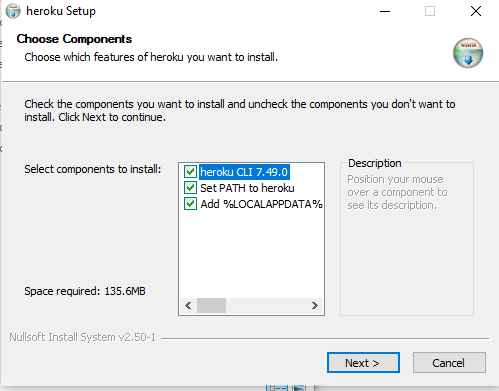 heroku Setup
Choose Components
Choose which features of heroku you want to install.
Check the components you want to install and uncheck the components you don't want to
install. Click Next to continue.
Select components to install:
heroku CLI 7.49.0
Set PATH to heroku
Add %LOCALAPPDATA%
Description
Position your mouse
over a component to
see its description.
Space required: 135.6MB
Nullsoft Install System v2.50-1
Next >
Cancel